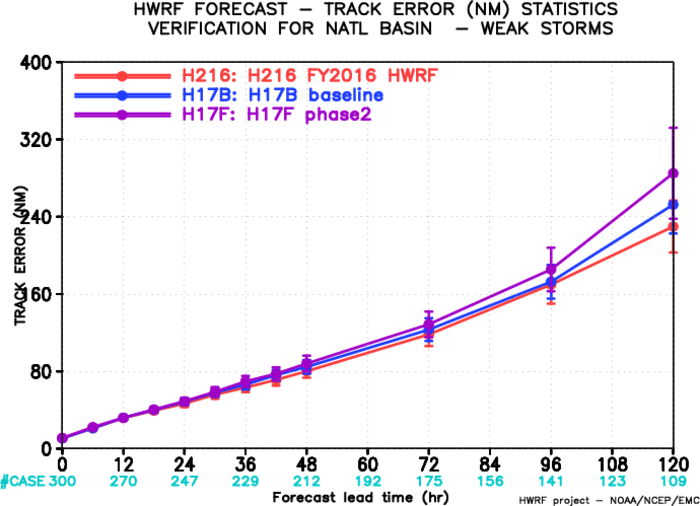 HWRF FORECAST – TRACK ERROR (NM) STATISTICS
VERIFICATION FOR NATL BASIN – WEAK STORMS
H216: H216 FY2016 HWRF
H17B: H17B baseline
H17F: H17F phase2
TRACK ERROR (NM)
400
320
240
160
80
0
0 12 24 36 48 60 72 84 96 108 120
#CASE 300 270 247 229 212 192 175 156 141 123 109
Forecast lead time (hr)
HWRF project – NOAA/NCEP/EMC